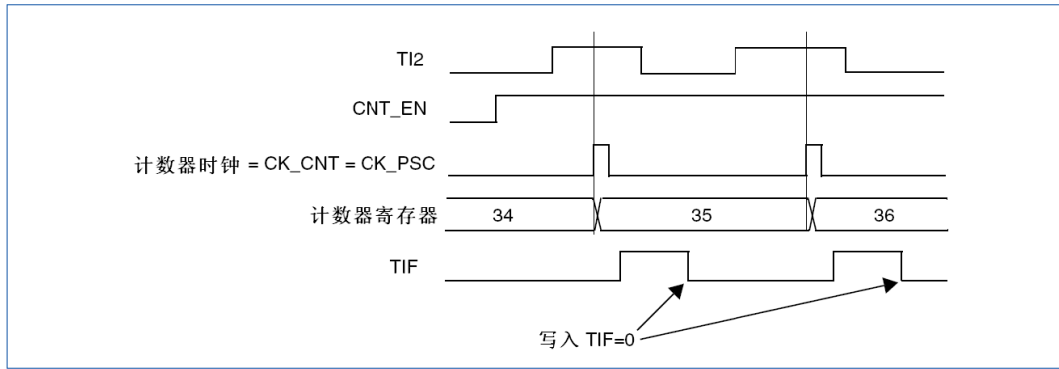 TI2
CNT_EN
计数器时钟 = CK_CNT = CK_PSC
计数器寄存器
34
35
36
TIF
写入 TIF=0